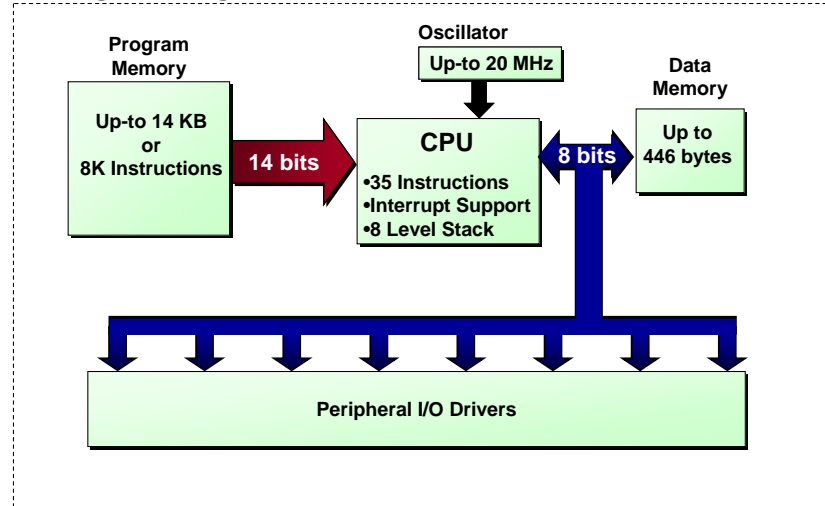 Program
Memory
Up-to 14 KB
or
8K Instructions
14 bits
Oscillator
Up-to 20 MHz
CPU
•35 Instructions
•Interrupt Support
•8 Level Stack
8 bits
Data
Memory
Up to
446 bytes
Peripheral I/O Drivers